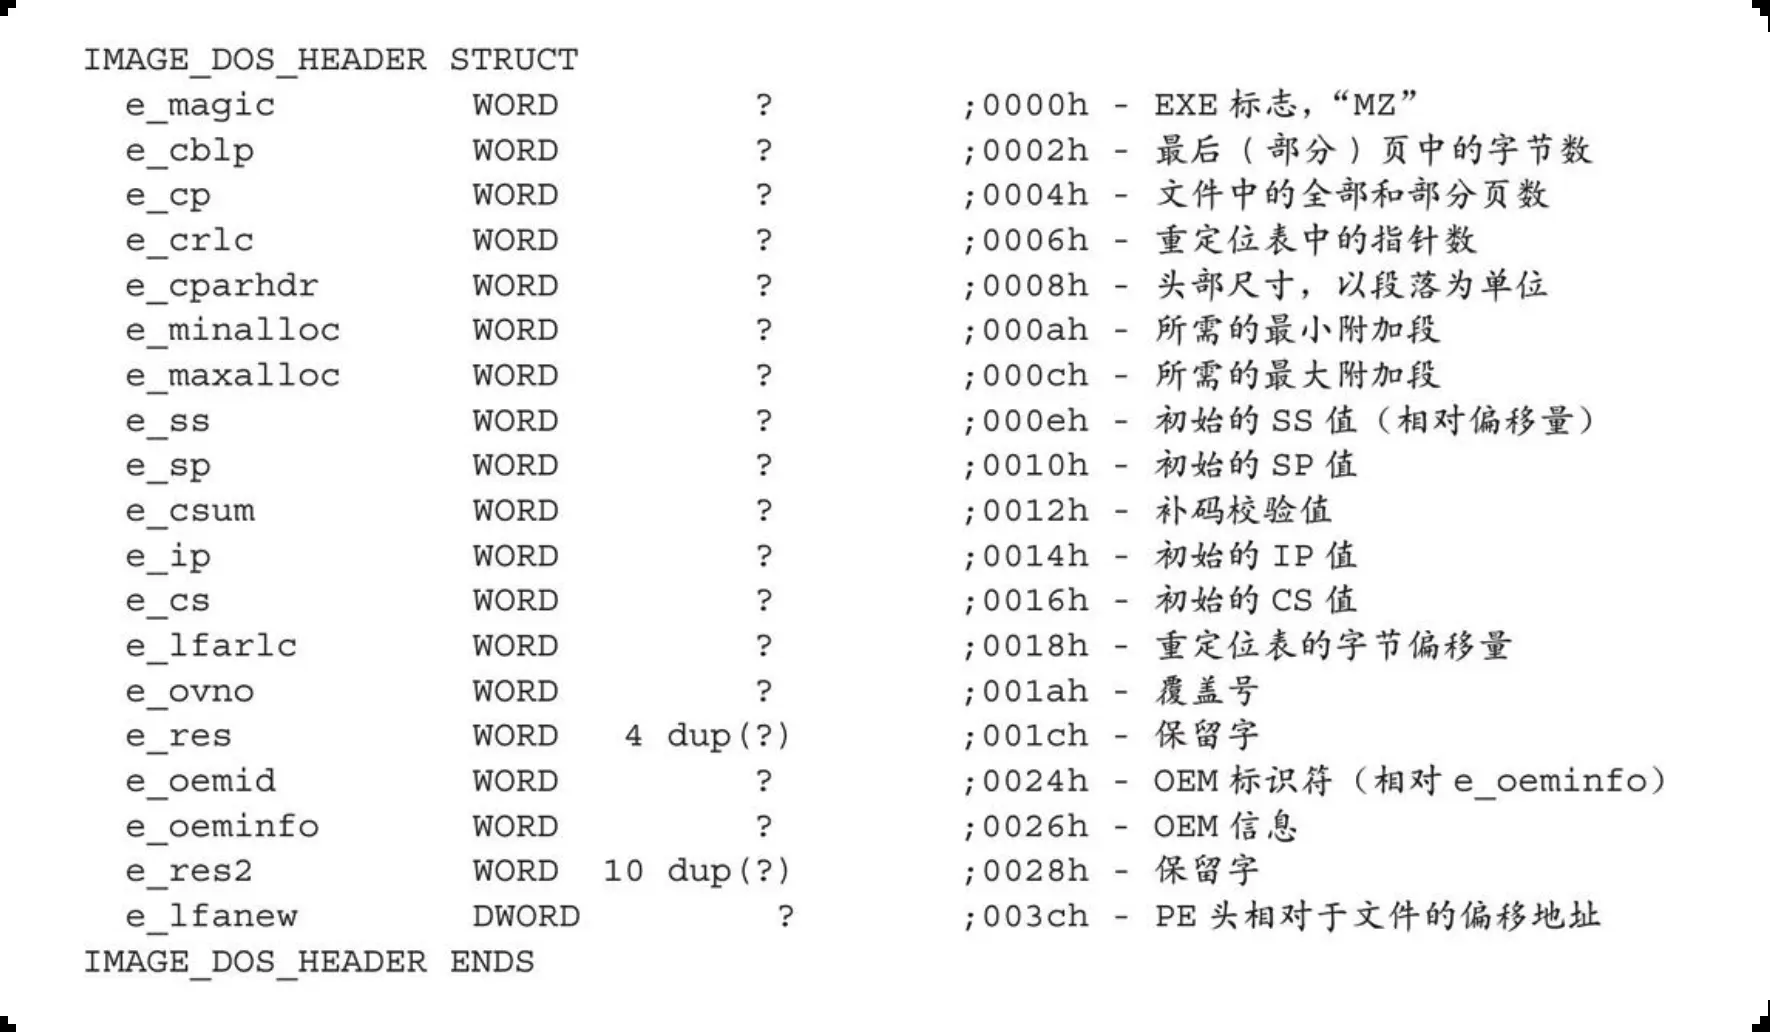 IMAGE_DOS_HEADER STRUCT
e_magic WORD ? ;0000h - EXE 标志，“MZ”
e_cblp WORD ? ;0002h - 最后（部分）页中的字节数
e_cp WORD ? ;0004h - 文件中的全部和部分页数
e_crlc WORD ? ;0006h - 重定位表中的指针数
e_cparhdr WORD ? ;0008h - 头部尺寸，以段落为单位
e_minalloc WORD ? ;000ah - 所需的最小附加段
e_maxalloc WORD ? ;000ch - 所需的最大附加段
e_ss WORD ? ;000eh - 初始的 SS 值（相对偏移量）
e_sp WORD ? ;0010h - 初始的 SP 值
e_csum WORD ? ;0012h - 补码校验值
e_ip WORD ? ;0014h - 初始的 IP 值
e_cs WORD ? ;0016h - 初始的 CS 值
e_lfarlc WORD ? ;0018h - 重定位表的字节偏移量
e_ovno WORD ? ;001ah - 覆盖号
e_res WORD 4 dup(?) ;001ch - 保留字
e_oemid WORD ? ;0024h - OEM 标识符（相对 e_oeminfo）
e_oeminfo WORD ? ;0026h - OEM 信息
e_res2 WORD 10 dup(?) ;0028h - 保留字
e_lfanew DWORD ? ;003ch - PE 头相对于文件的偏移地址
IMAGE_DOS_HEADER ENDS